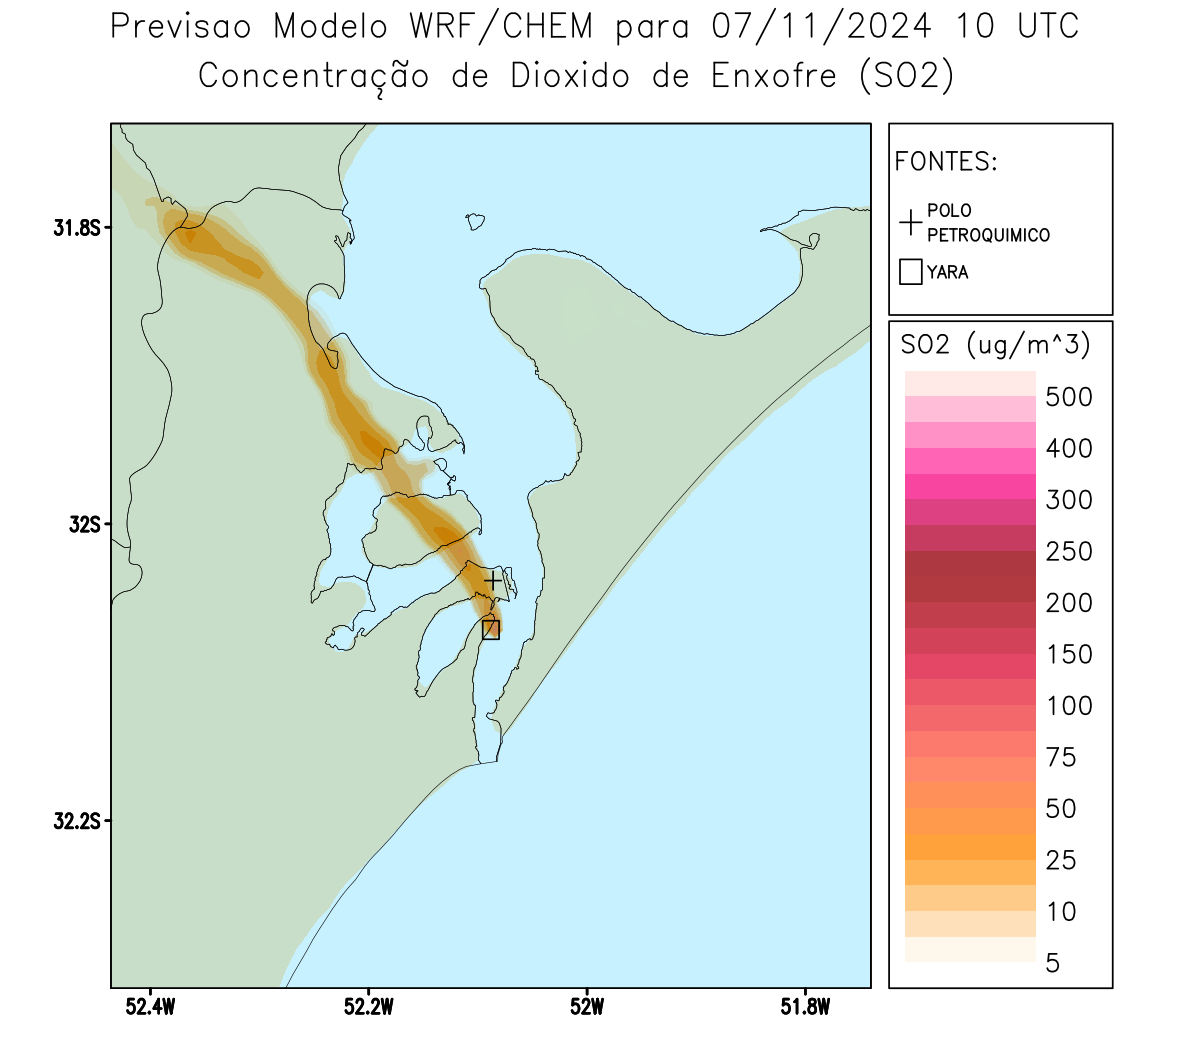 Previsao Modelo WRF/CHEM para 07/11/2024 10 UTC
Concentração de Dioxido de Enxofre (SO2)
FONTES:
POLO
PETROQUIMICO
YARA
SO2 (ug/m^3)
500
400
300
250
200
150
100
75
50
25
10
5
31.8S
32S
32.2S
52.4W
52.2W
52W
51.8W